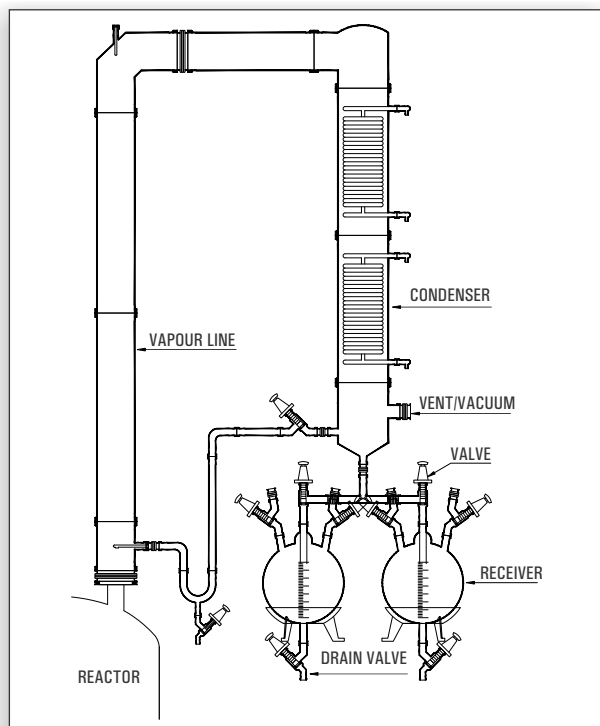 CONDENSER
VAPOUR LINE
VENT/VACUUM
VALVE
RECEIVER
DRAIN VALVE
REACTOR